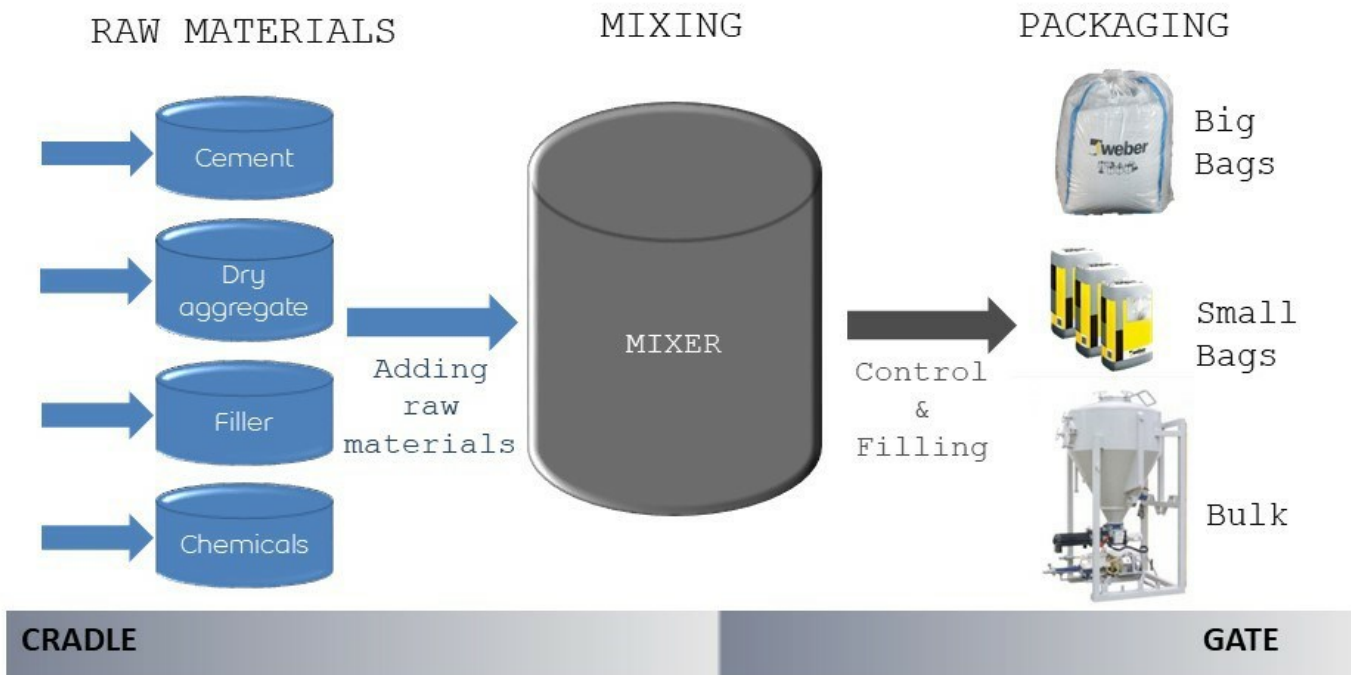 RAW MATERIALS
MIXING
PACKAGING
Cement
Dry
aggregate
Filler
Chemicals
Adding
raw
materials
MIXER
Control
&
Filling
weber
Big
Bags
Small
Bags
Bulk
CRADLE
GATE